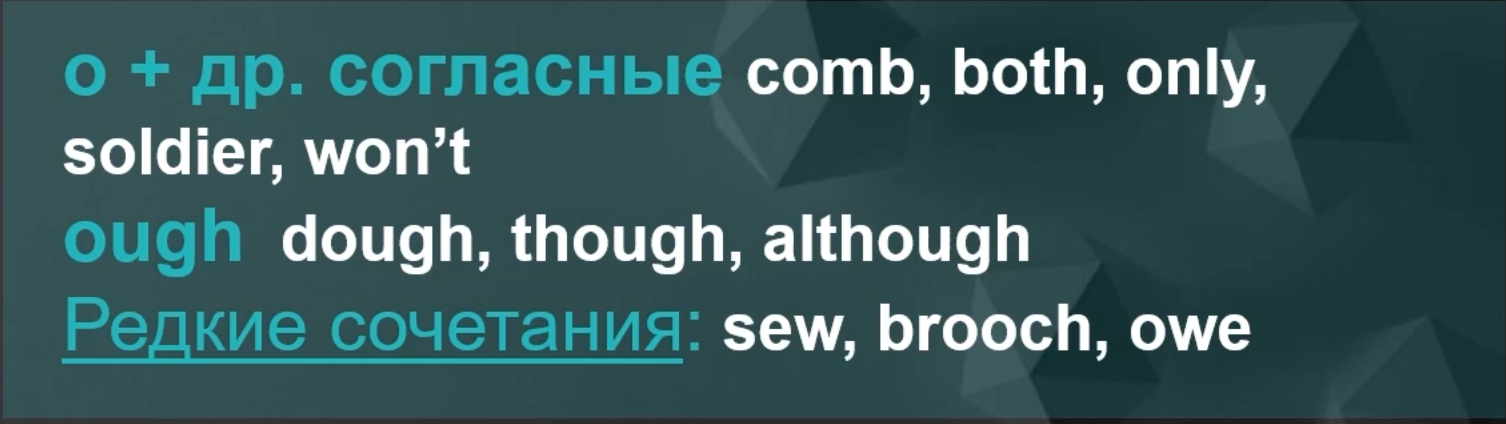 о + др. согласные comb, both, only,
soldier, won’t
ough dough, though, although
Редкие сочетания: sew, brooch, owe